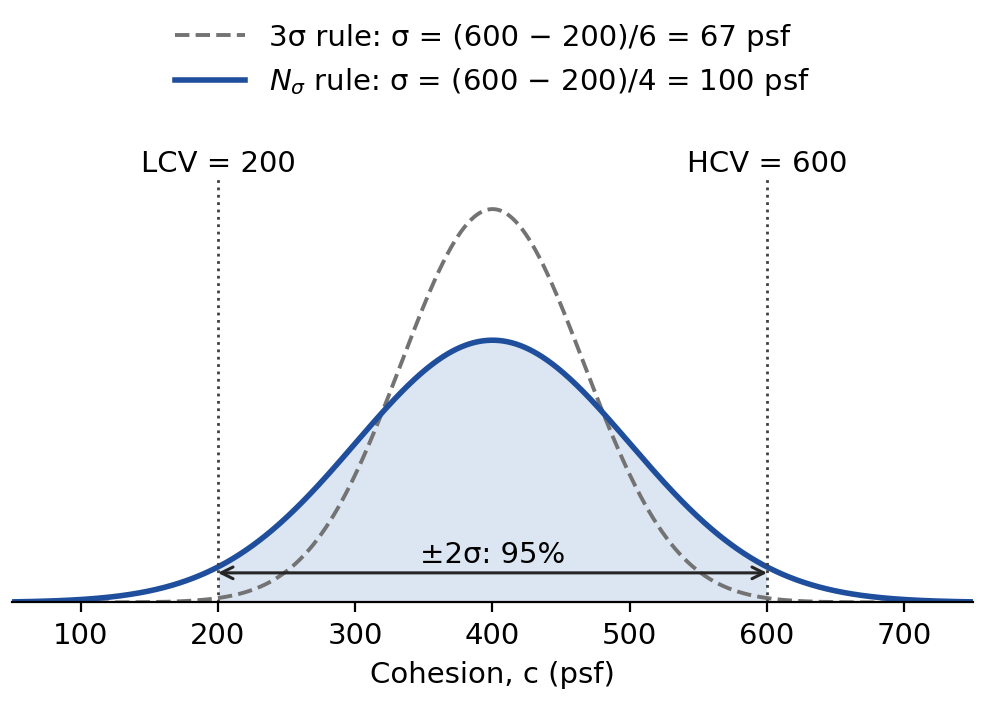 3σ rule: σ = (600 − 200)/6 = 67 psf
N_σ rule: σ = (600 − 200)/4 = 100 psf
LCV = 200
HCV = 600
±2σ: 95%
100 200 300 400 500 600 700
Cohesion, c (psf)